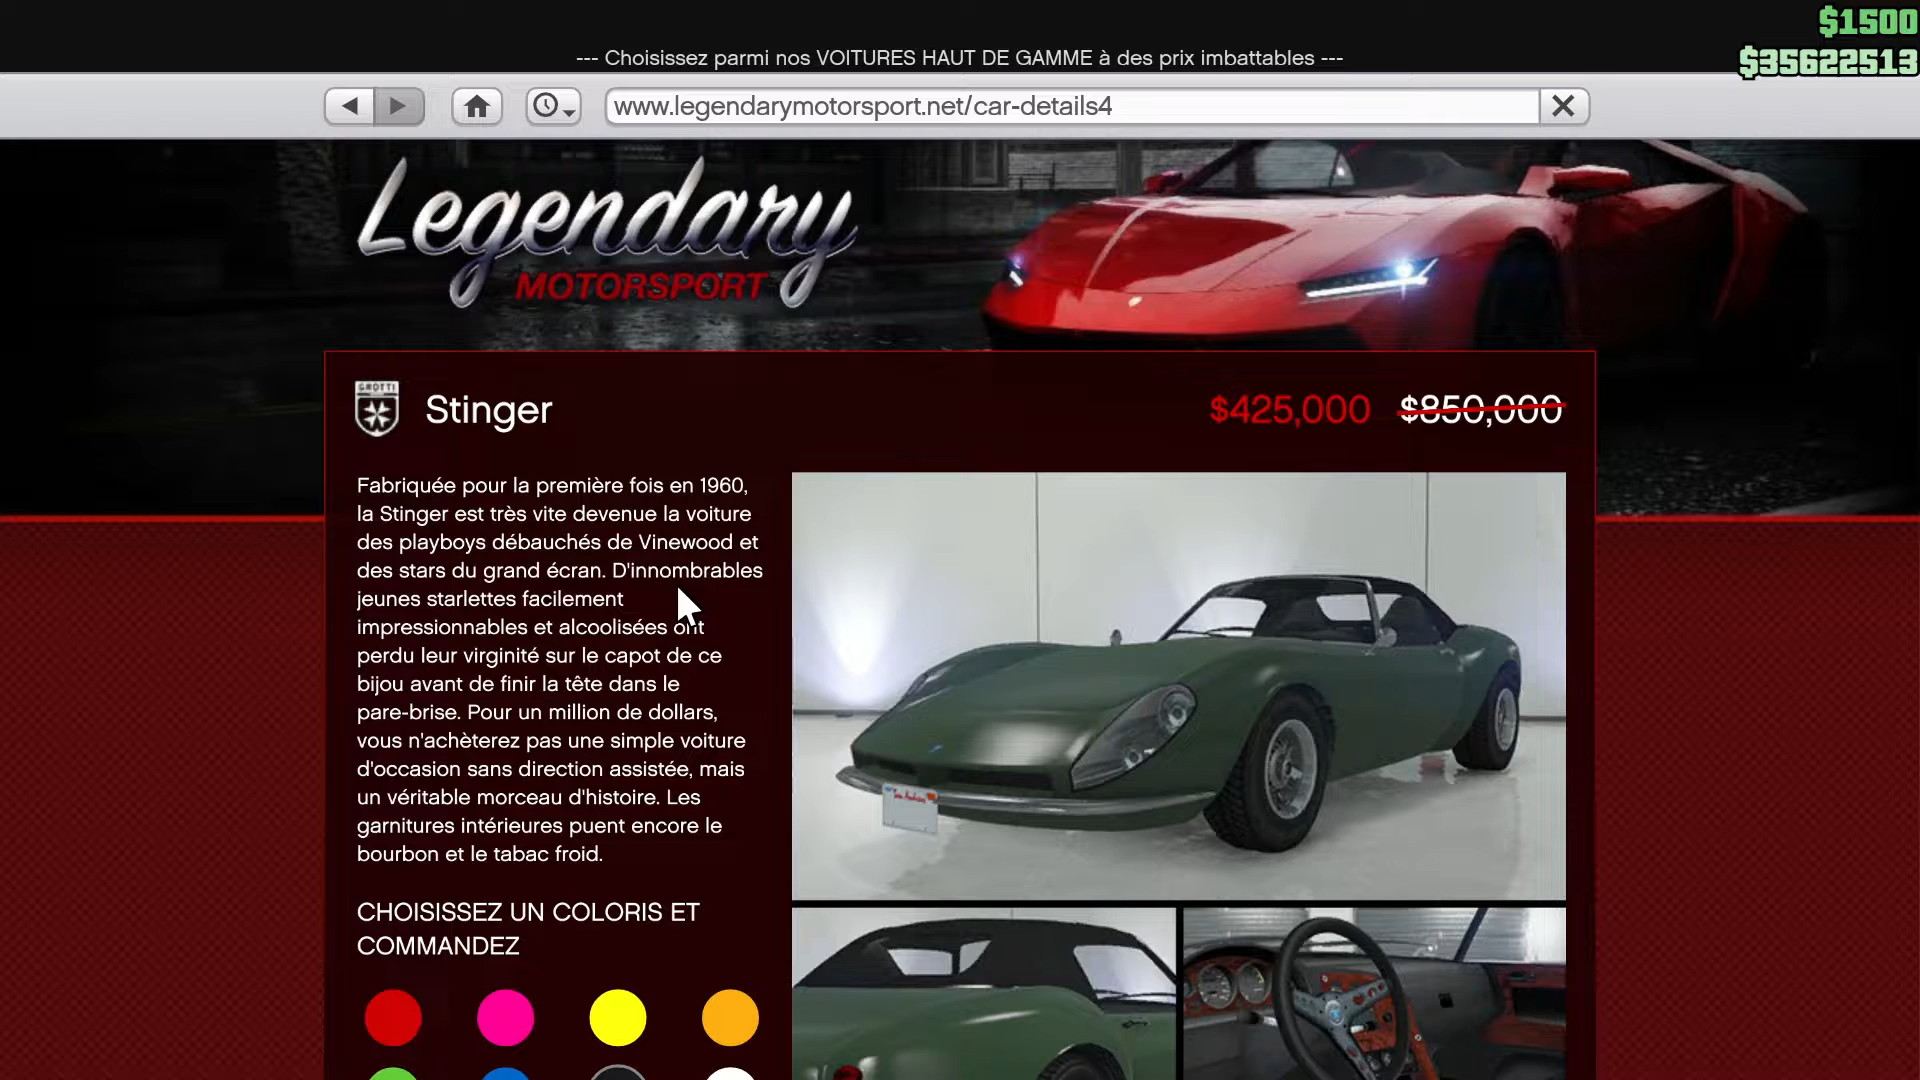 $1500
--- Choisissez parmi nos VOITURES HAUT DE GAMME à des prix imbattables ---
$35622513
www.legendarymotorsport.net/car-details4
Legendary
MOTORSPORT
GROTTI
Stinger
$425,000 $850,000
Fabriquée pour la première fois en 1960,
la Stinger est très vite devenue la voiture
des playboys débauchés de Vinewood et
des stars du grand écran. D'innombrables
jeunes starlettes facilement
impressionnables et alcoolisées ont
perdu leur virginité sur le capot de ce
bijou avant de finir la tête dans le
pare-brise. Pour un million de dollars,
vous n'achèterez pas une simple voiture
d'occasion sans direction assistée, mais
un véritable morceau d'histoire. Les
garnitures intérieures puent encore le
bourbon et le tabac froid.
CHOISISSEZ UN COLORIS ET
COMMANDEZ